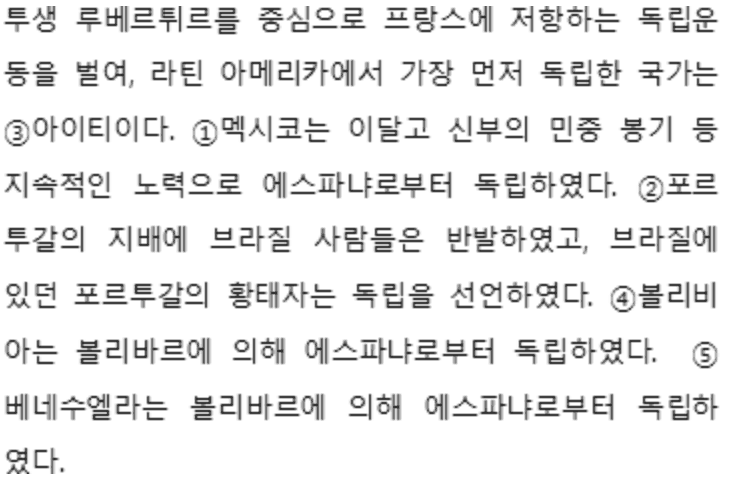 투생 루베르튀르를 중심으로 프랑스에 저항하는 독립운
동을 벌여, 라틴 아메리카에서 가장 먼저 독립한 국가는
③아이티이다. ①멕시코는 이달고 신부의 민중 봉기 등
지속적인 노력으로 에스파냐로부터 독립하였다. ②포르
투갈의 지배에 브라질 사람들은 반발하였고, 브라질에
있던 포르투갈의 황태자는 독립을 선언하였다. ④볼리비
아는 볼리바르에 의해 에스파냐로부터 독립하였다. ⑤
베네수엘라는 볼리바르에 의해 에스파냐로부터 독립하
였다.